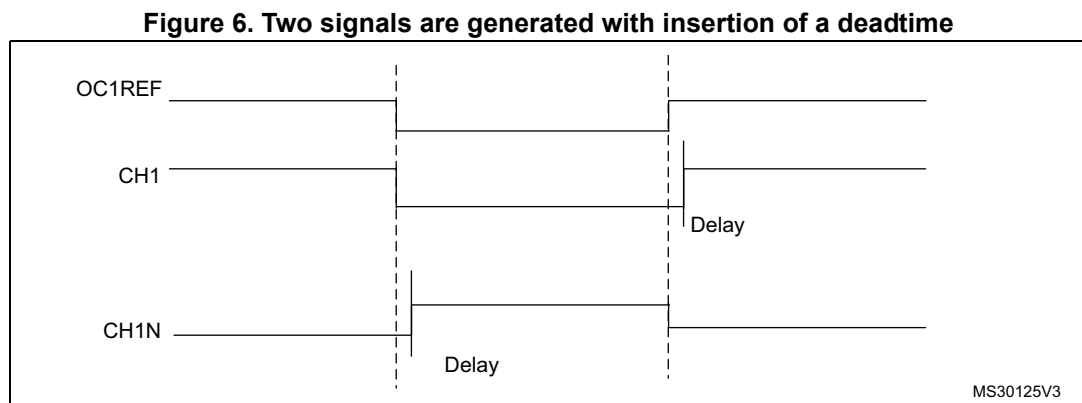 Figure 6. Two signals are generated with insertion of a deadtime
OC1REF
CH1
Delay
CH1N
Delay
MS30125V3